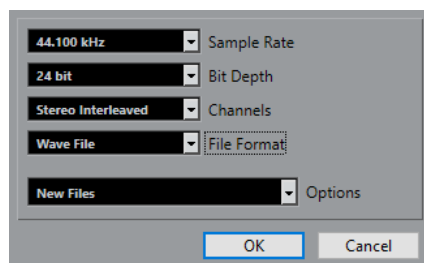 44.100 kHz Sample Rate
24 bit Bit Depth
Stereo Interleaved Channels
Wave File File Format
New Files Options
OK Cancel